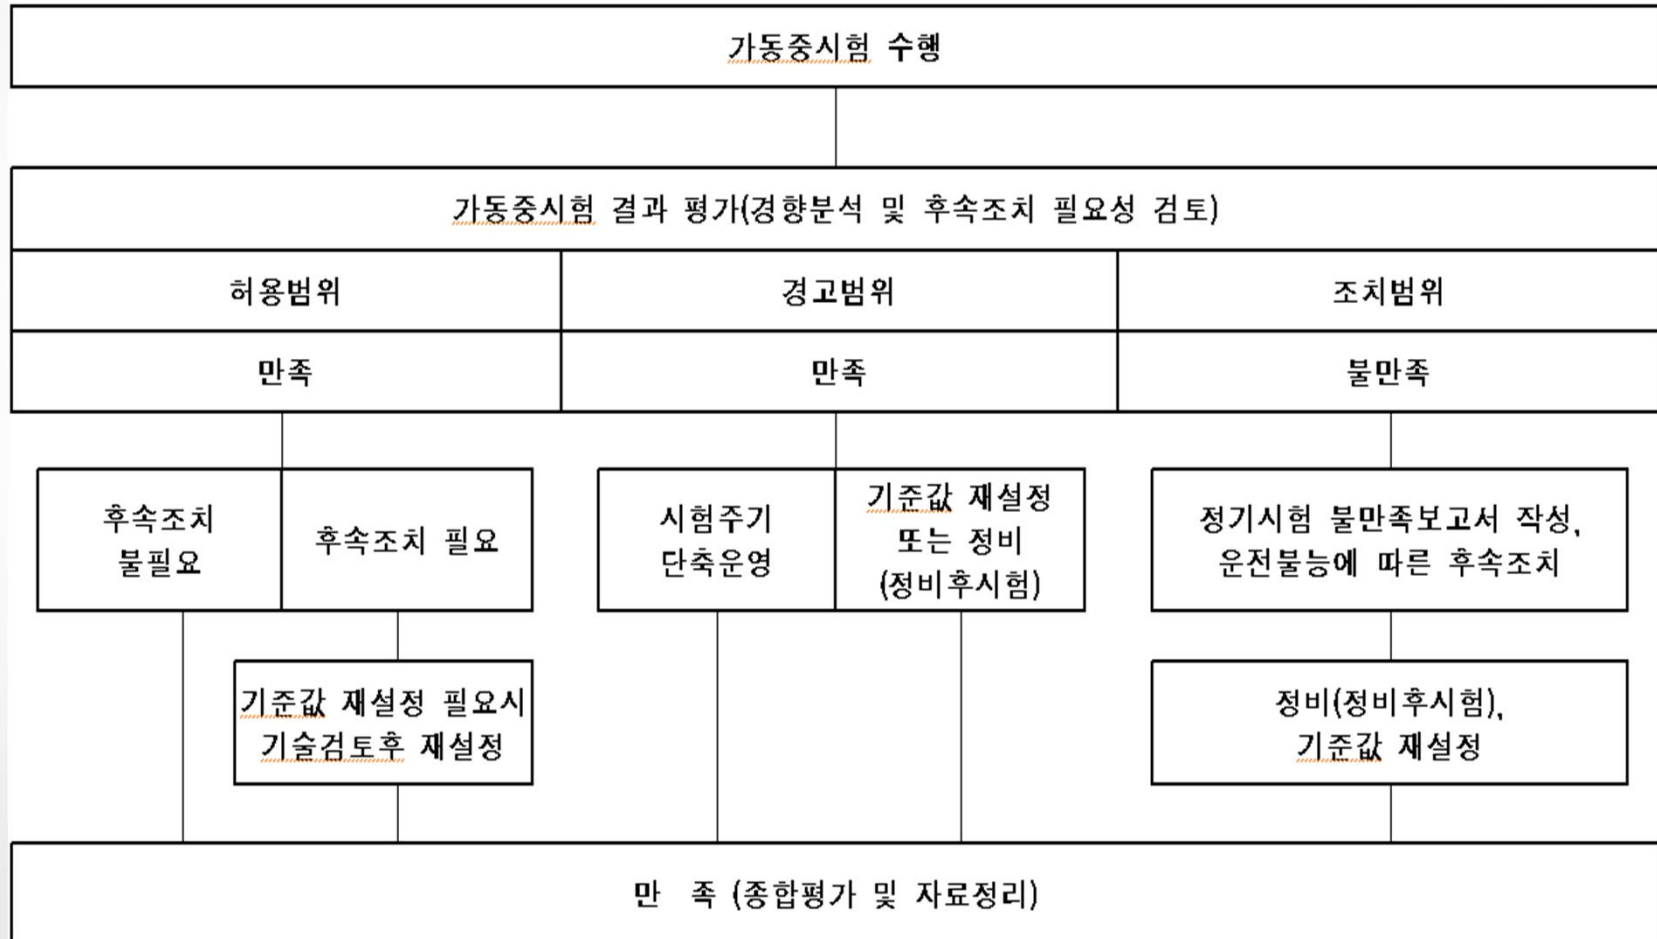 가동중시험 수행
가동중시험 결과 평가(경향분석 및 후속조치 필요성 검토)
허용범위
경고범위
조치범위
만족
만족
불만족
후속조치
불필요
후속조치 필요
시험주기
단축운영
기준값 재설정
또는 정비
(정비후시험)
정기시험 불만족보고서 작성,
운전불능에 따른 후속조치
기준값 재설정 필요시
기술검토후 재설정
정비(정비후시험),
기준값 재설정
만 족 (종합평가 및 자료정리)